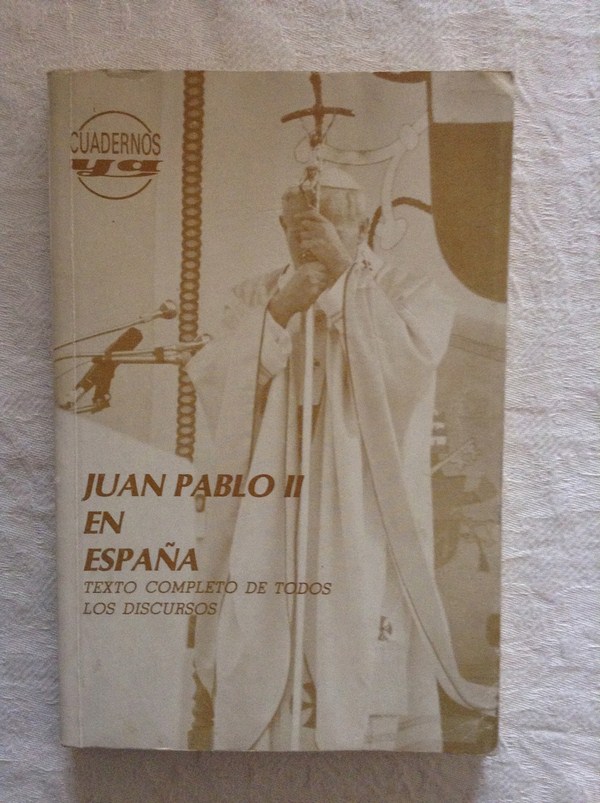 CUADERNOS
ya
JUAN PABLO II
EN
ESPAÑA
TEXTO COMPLETO DE TODOS
LOS DISCURSOS